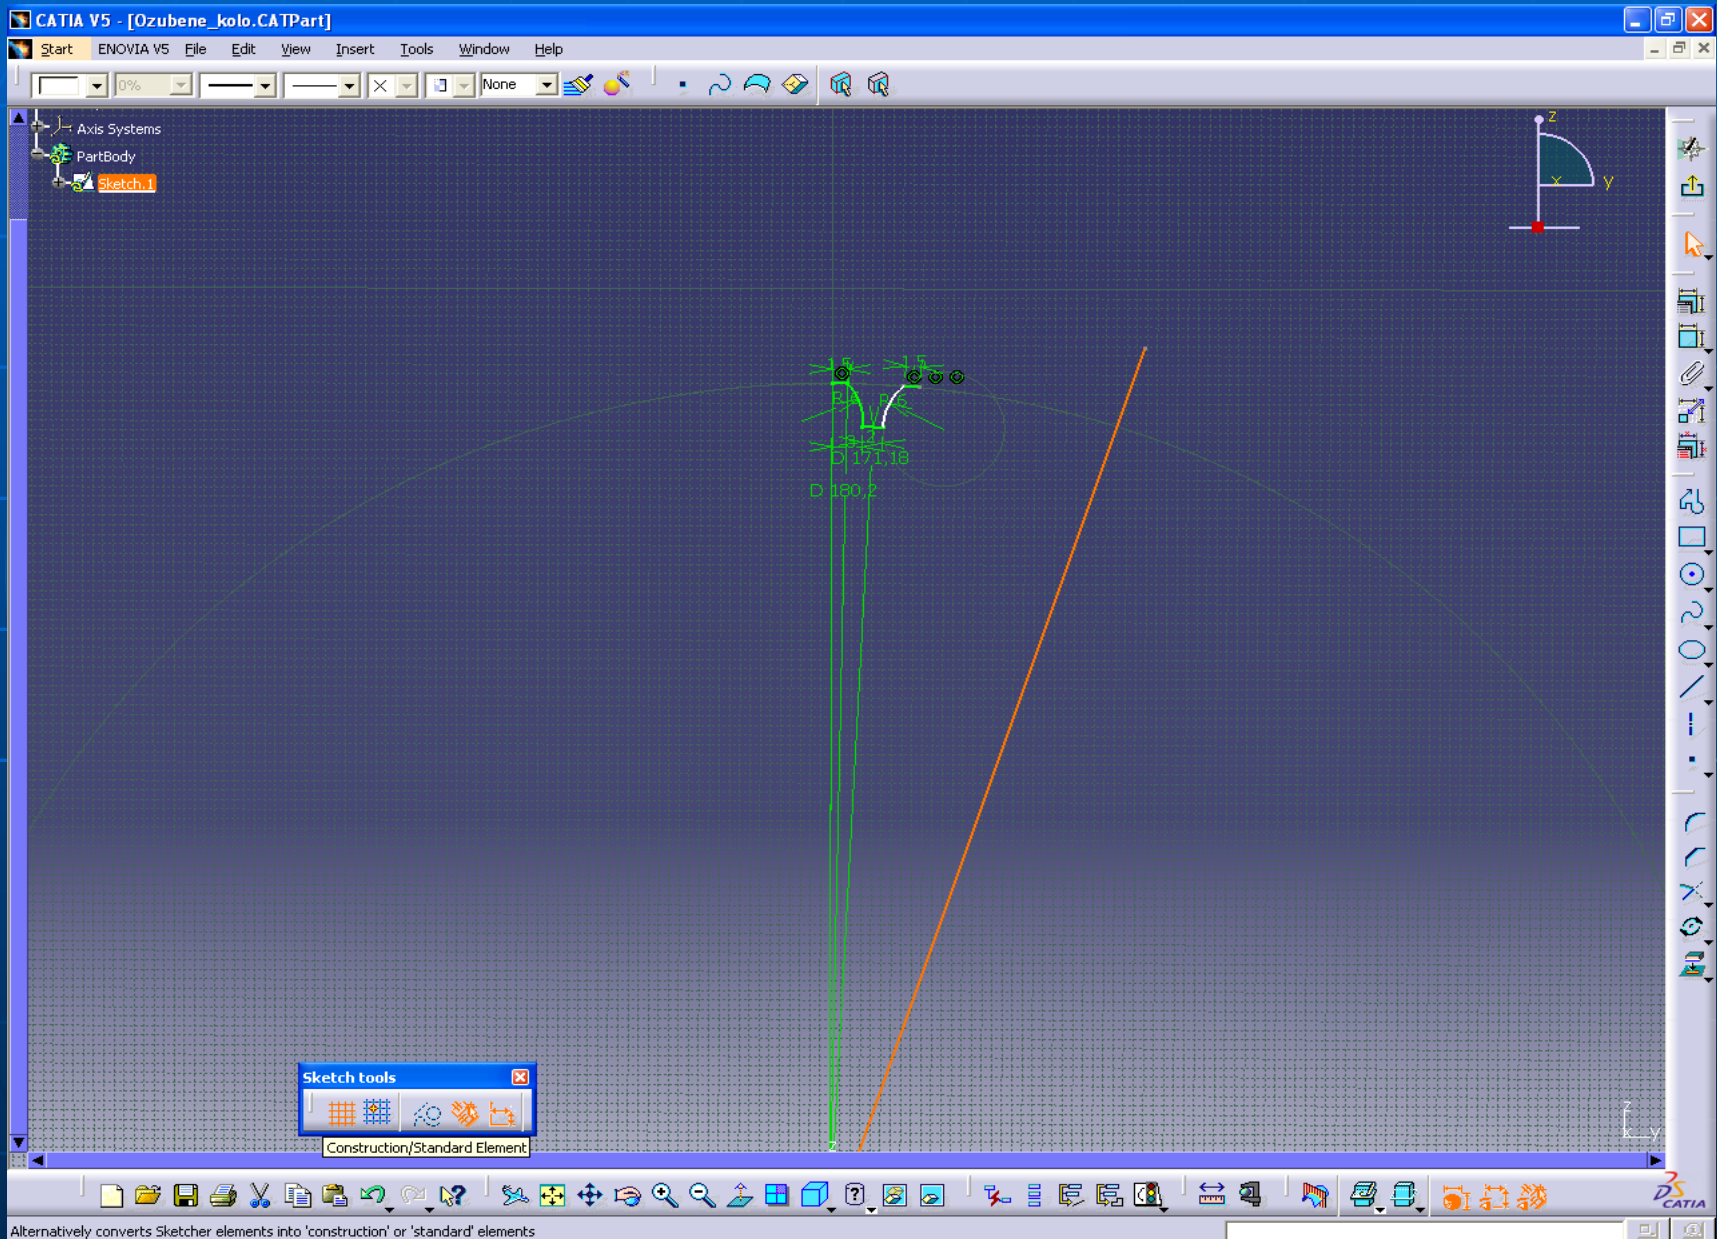 CATIA V5 - [Ozubene_kolo.CATPart]
Start ENOVIA V5 File Edit View Insert Tools Window Help
0% None
Axis Systems
PartBody
Sketch.1
z
x y
1,5 1,5
R 6 R 6
D 171,18
D 180,2
z
z
x y
Sketch tools
Construction/Standard Element
CATIA
Alternatively converts Sketcher elements into 'construction' or 'standard' elements